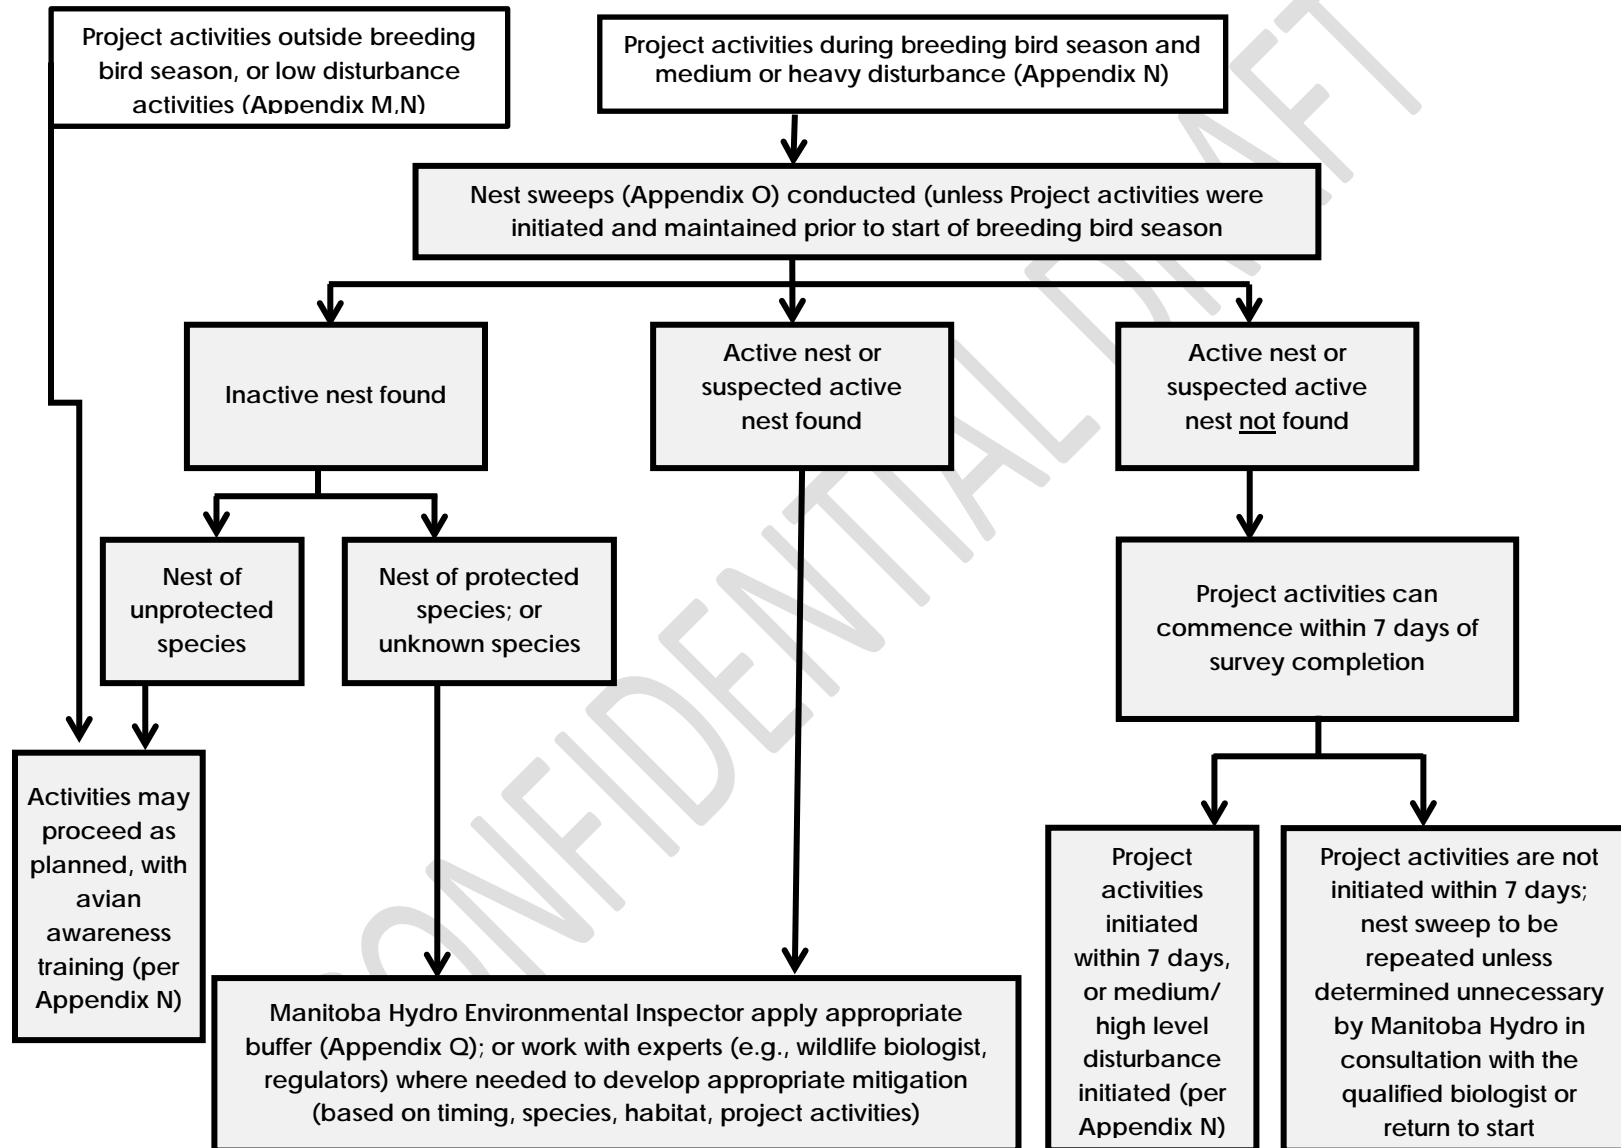 Project activities outside breeding
bird season, or low disturbance
activities (Appendix M,N)
Project activities during breeding bird season and
medium or heavy disturbance (Appendix N)
Nest sweeps (Appendix O) conducted (unless Project activities were
initiated and maintained prior to start of breeding bird season
Inactive nest found
Active nest or
suspected active
nest found
Active nest or
suspected active
nest not found
Nest of
unprotected
species
Nest of protected
species; or
unknown species
Project activities can
commence within 7 days of
survey completion
Activities may
proceed as
planned, with
avian
awareness
training (per
Appendix N)
Manitoba Hydro Environmental Inspector apply appropriate
buffer (Appendix Q); or work with experts (e.g., wildlife biologist,
regulators) where needed to develop appropriate mitigation
(based on timing, species, habitat, project activities)
Project
activities
initiated
within 7 days,
or medium/
high level
disturbance
initiated (per
Appendix N)
Project activities are not
initiated within 7 days;
nest sweep to be
repeated unless
determined unnecessary
by Manitoba Hydro in
consultation with the
qualified biologist or
return to start
CONFIDENTIAL DRAFT